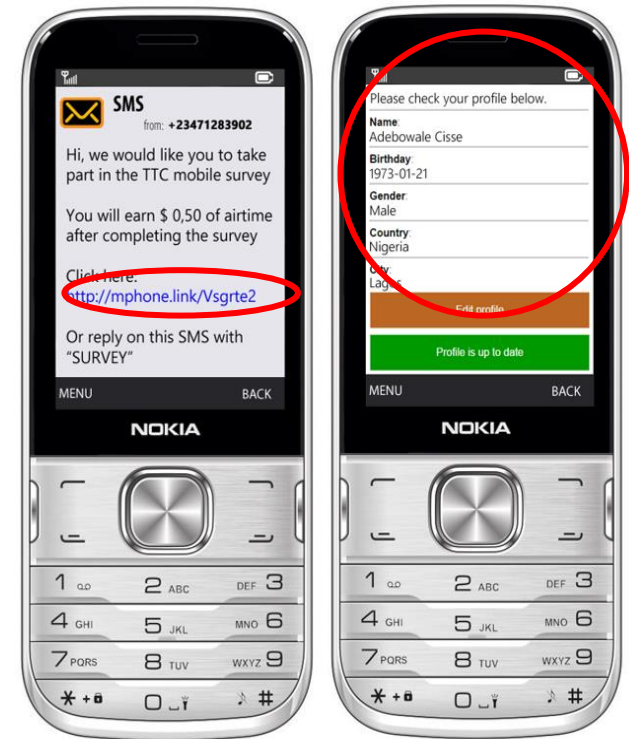 SMS
from: +23471283902
Hi, we would like you to take
part in the TTC mobile survey
You will earn $ 0,50 of airtime
after completing the survey
Click here:
http://mphone.link/Vsgrte2
Or reply on this SMS with
“SURVEY”
MENU BACK
NOKIA
1 2 ABC DEF 3
4 GHI 5 JKL MNO 6
7 PQRS 8 TUV WXYZ 9
* + 0 #
Please check your profile below.
Name:
Adebowale Cisse
Birthday:
1973-01-21
Gender:
Male
Country:
Nigeria
City:
Lagos
Edit profile
Profile is up to date
MENU BACK
NOKIA
1 2 ABC DEF 3
4 GHI 5 JKL MNO 6
7 PQRS 8 TUV WXYZ 9
* + 0 #